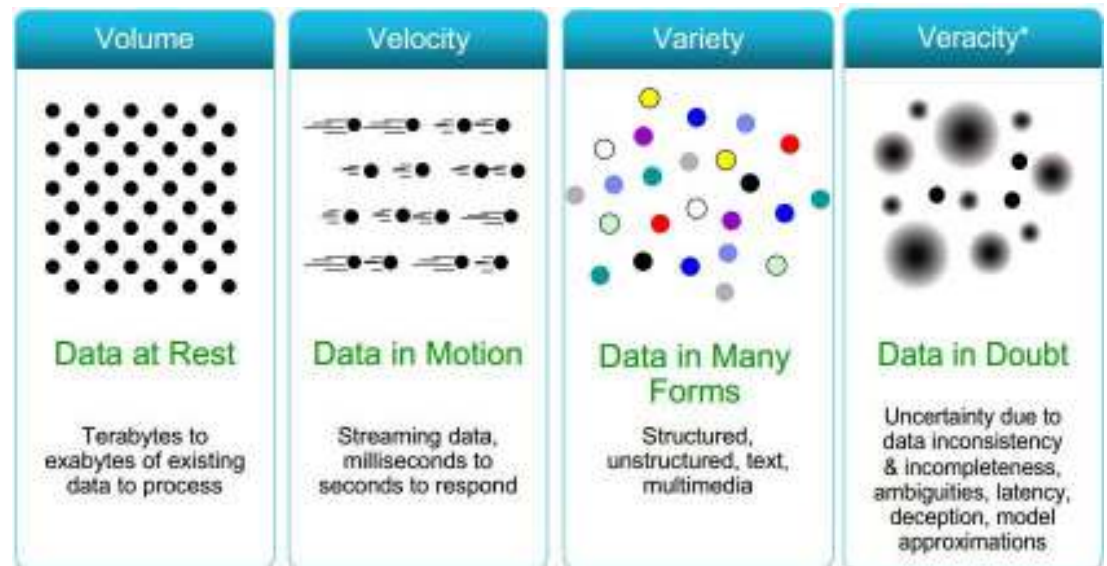 Volume
Data at Rest
Terabytes to
exabytes of existing
data to process
Velocity
Data in Motion
Streaming data,
milliseconds to
seconds to respond
Variety
Data in Many
Forms
Structured,
unstructured, text,
multimedia
Veracity*
Data in Doubt
Uncertainty due to
data inconsistency
& incompleteness,
ambiguities, latency,
deception, model
approximations